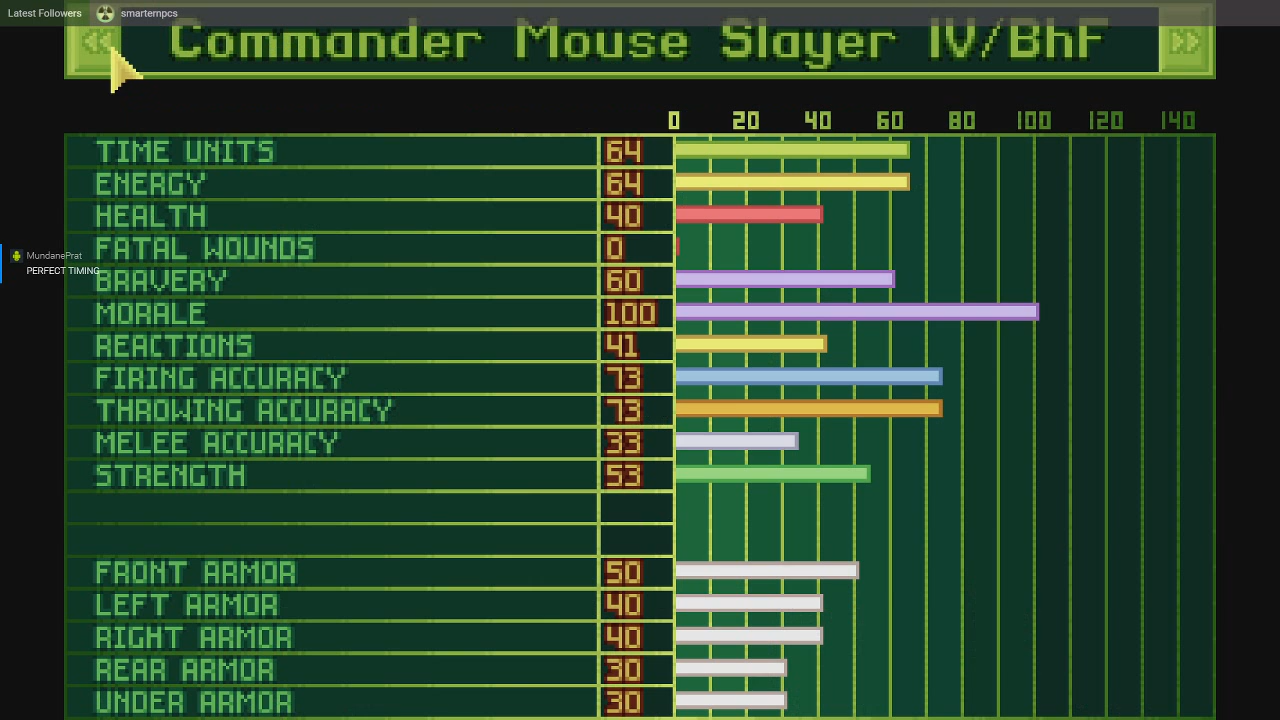 Latest Followers smarternpcs
Commander Mouse Slayer IV/BhF
0 20 40 60 80 100 120 140
TIME UNITS 64
ENERGY 64
HEALTH 40
FATAL WOUNDS 0
MundanePrat
PERFECT TIMING
BRAVERY 60
MORALE 100
REACTIONS 41
FIRING ACCURACY 73
THROWING ACCURACY 73
MELEE ACCURACY 33
STRENGTH 53
FRONT ARMOR 50
LEFT ARMOR 40
RIGHT ARMOR 40
REAR ARMOR 30
UNDER ARMOR 30